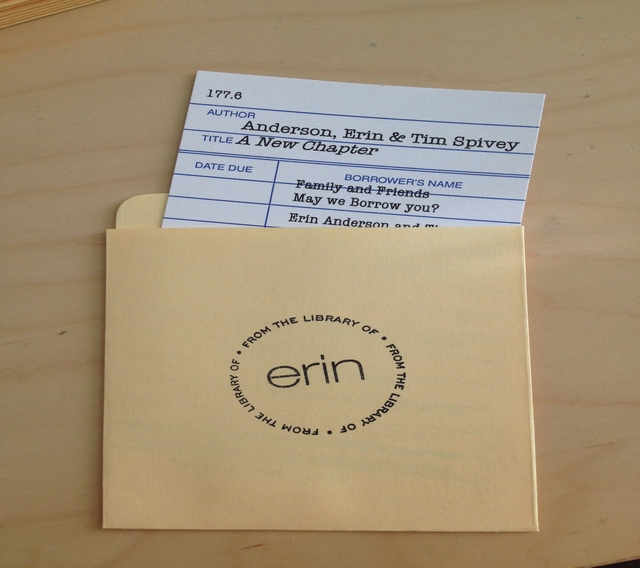 177.6
AUTHOR
Anderson, Erin & Tim Spivey
TITLE A New Chapter
DATE DUE
BORROWER'S NAME
Family and Friends
May we Borrow you?
Erin Anderson and
FROM THE LIBRARY OF • FROM THE LIBRARY OF • FROM THE LIBRARY OF •
erin